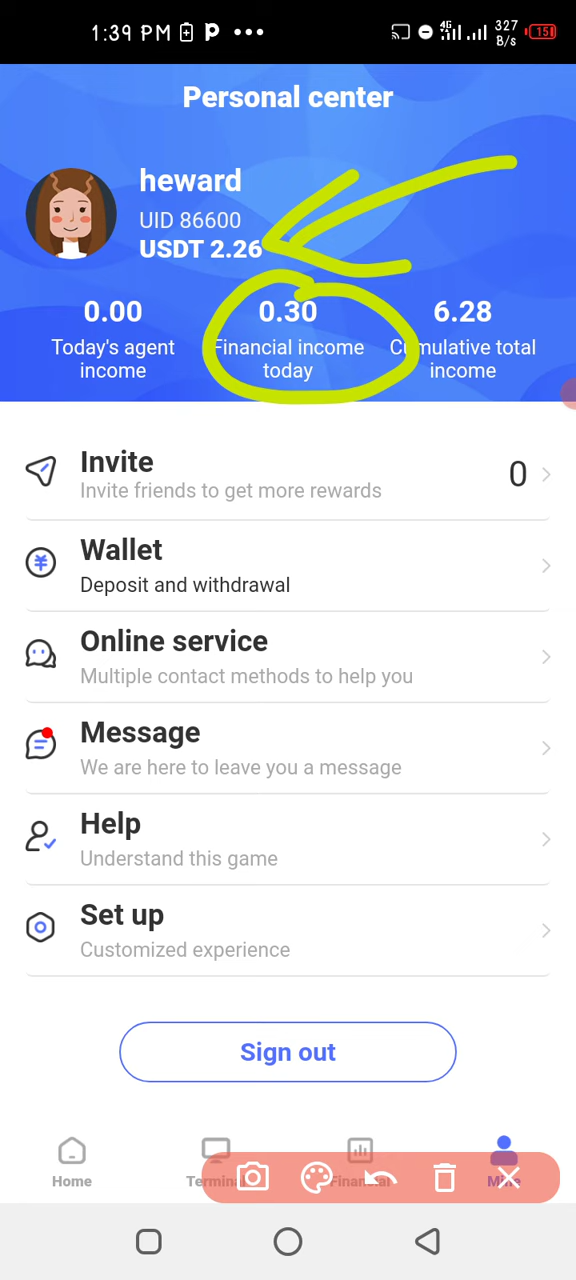 1:39 PM
4G
327
B/s
15
Personal center
heward
UID 86600
USDT 2.26
0.00
0.30
6.28
Today's agent
income
Financial income
today
Cumulative total
income
Invite
Invite friends to get more rewards
0
Wallet
Deposit and withdrawal
Online service
Multiple contact methods to help you
Message
We are here to leave you a message
Help
Understand this game
Set up
Customized experience
Sign out
Home
Terminal
Financial
Mine